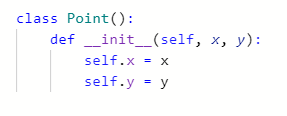 class Point():
    def __init__(self, x, y):
        self.x = x
        self.y = y